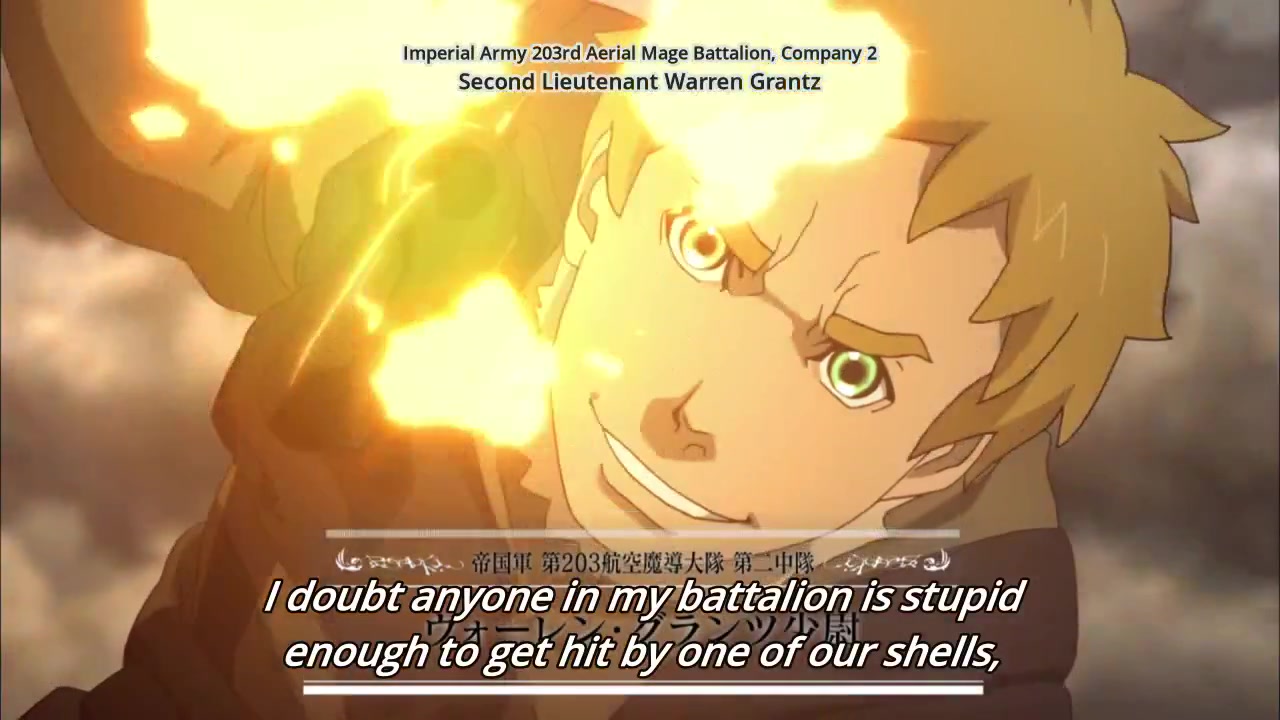 Imperial Army 203rd Aerial Mage Battalion, Company 2
Second Lieutenant Warren Grantz
帝国軍 第203航空魔導大隊 第二中隊
I doubt anyone in my battalion is stupid
ヴォーレン・グランツ少尉
enough to get hit by one of our shells,